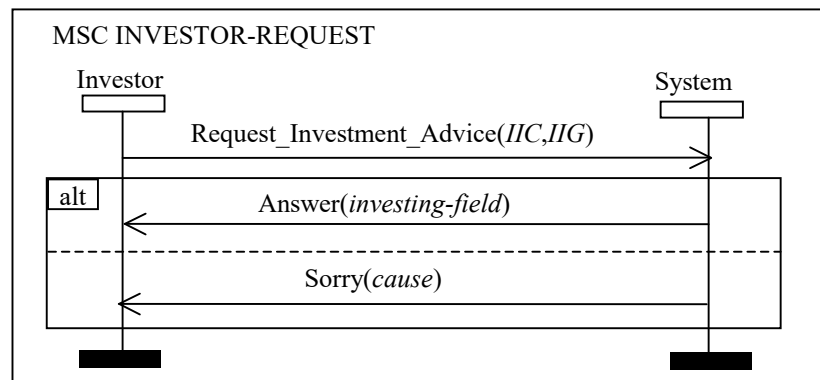 MSC INVESTOR-REQUEST
Investor
System
Request_Investment_Advice(IIC,IIG)
alt
Answer(investing-field)
Sorry(cause)